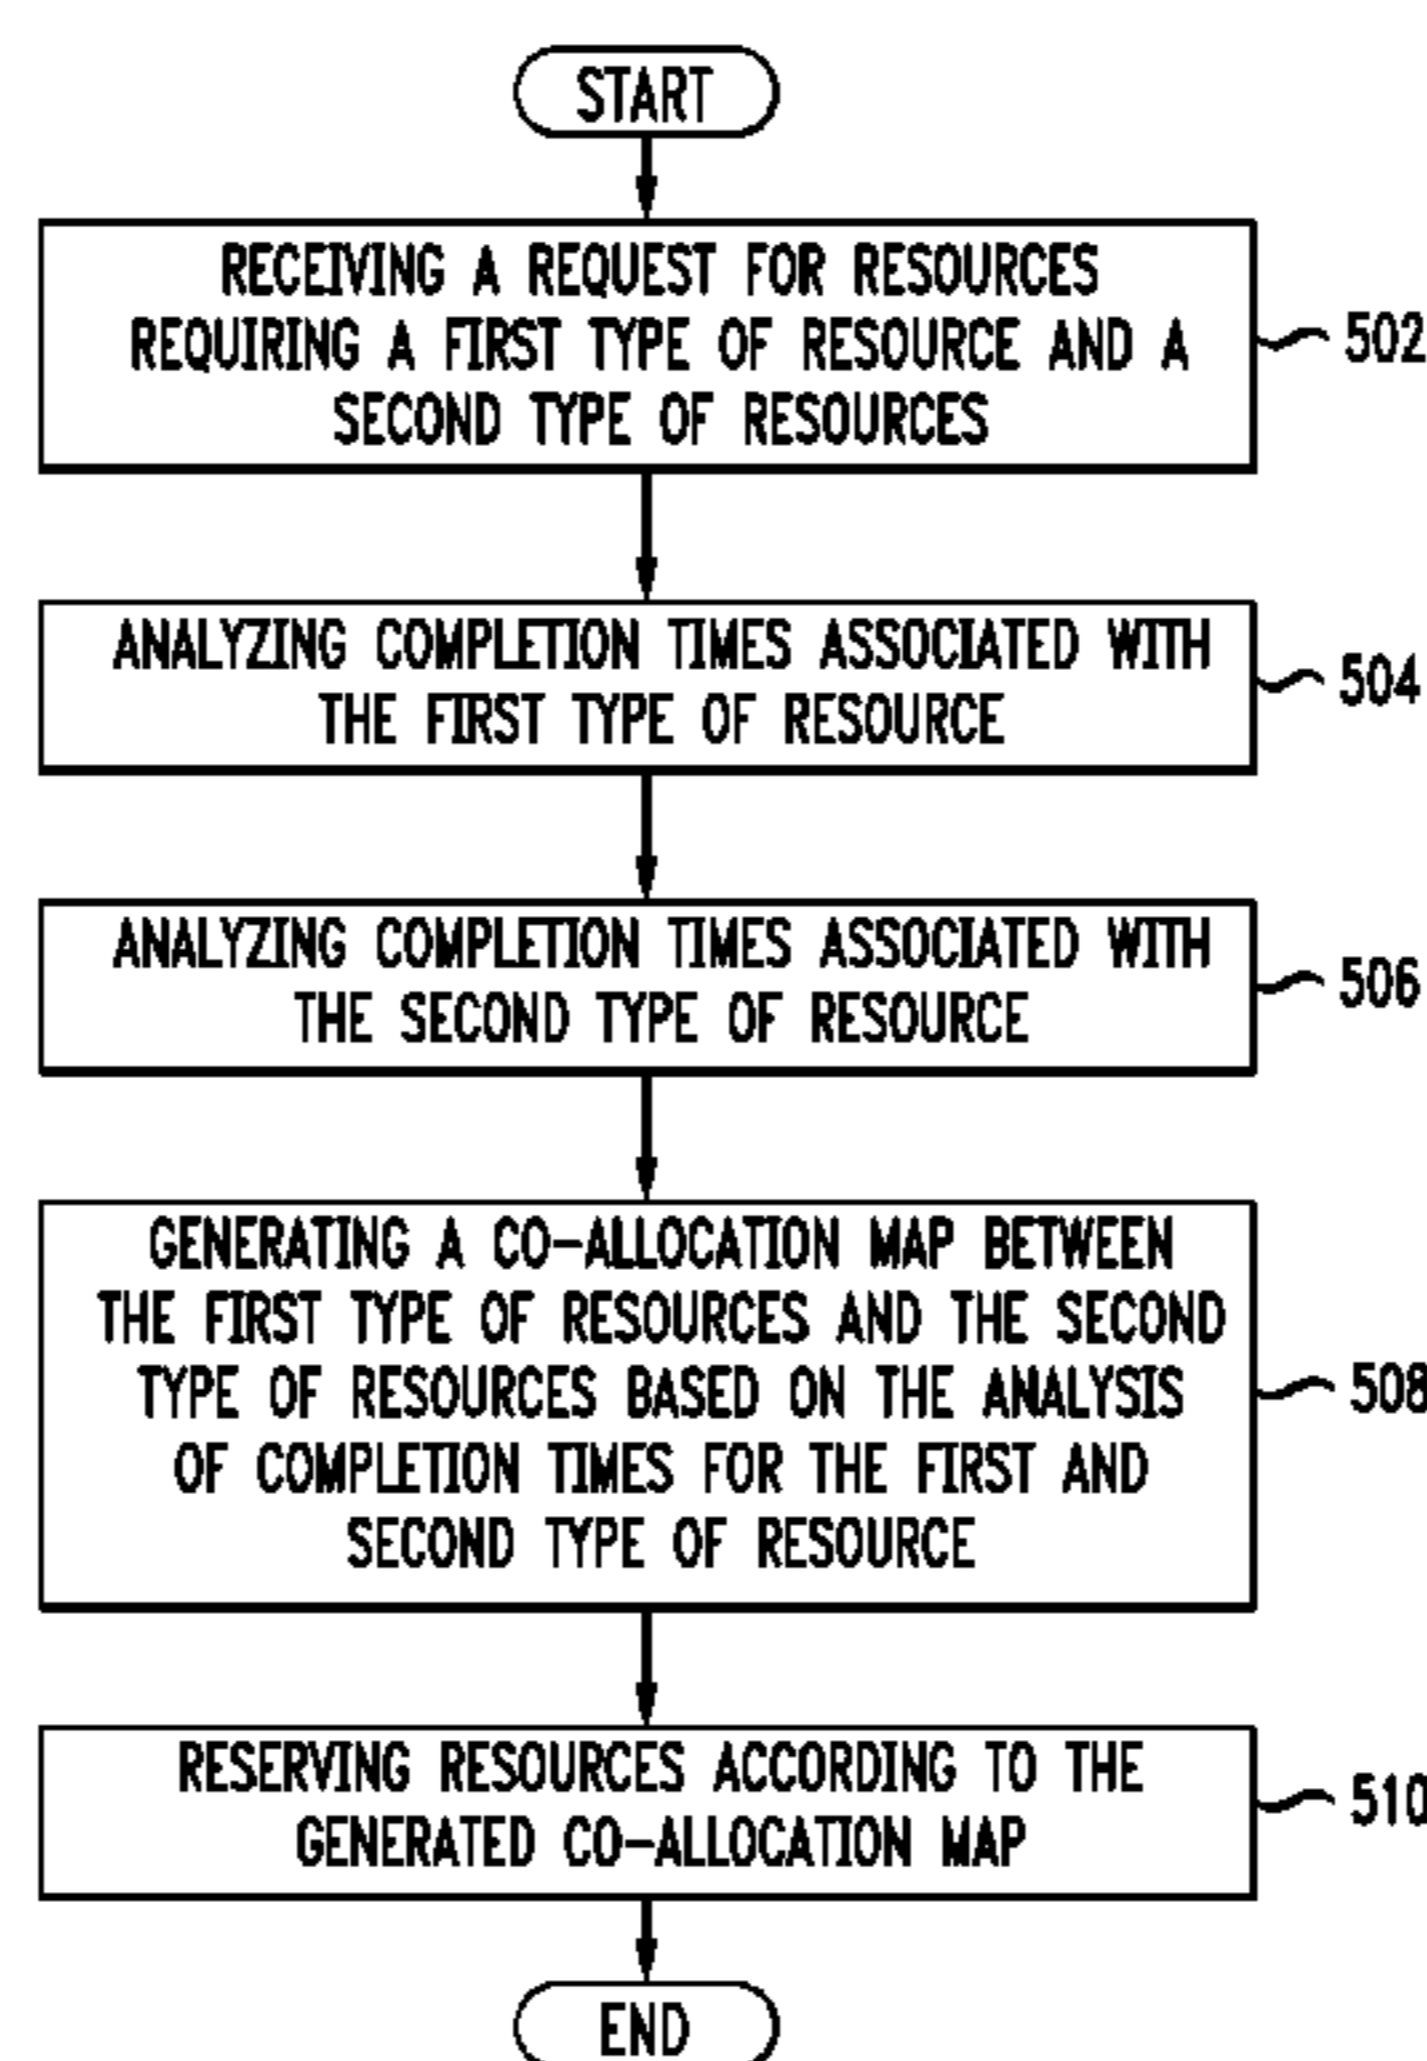 START
RECEIVING A REQUEST FOR RESOURCES
REQUIRING A FIRST TYPE OF RESOURCE AND A
SECOND TYPE OF RESOURCES
502
ANALYZING COMPLETION TIMES ASSOCIATED WITH
THE FIRST TYPE OF RESOURCE
504
ANALYZING COMPLETION TIMES ASSOCIATED WITH
THE SECOND TYPE OF RESOURCE
506
GENERATING A CO-ALLOCATION MAP BETWEEN
THE FIRST TYPE OF RESOURCES AND THE SECOND
TYPE OF RESOURCES BASED ON THE ANALYSIS
OF COMPLETION TIMES FOR THE FIRST AND
SECOND TYPE OF RESOURCE
508
RESERVING RESOURCES ACCORDING TO THE
GENERATED CO-ALLOCATION MAP
510
END